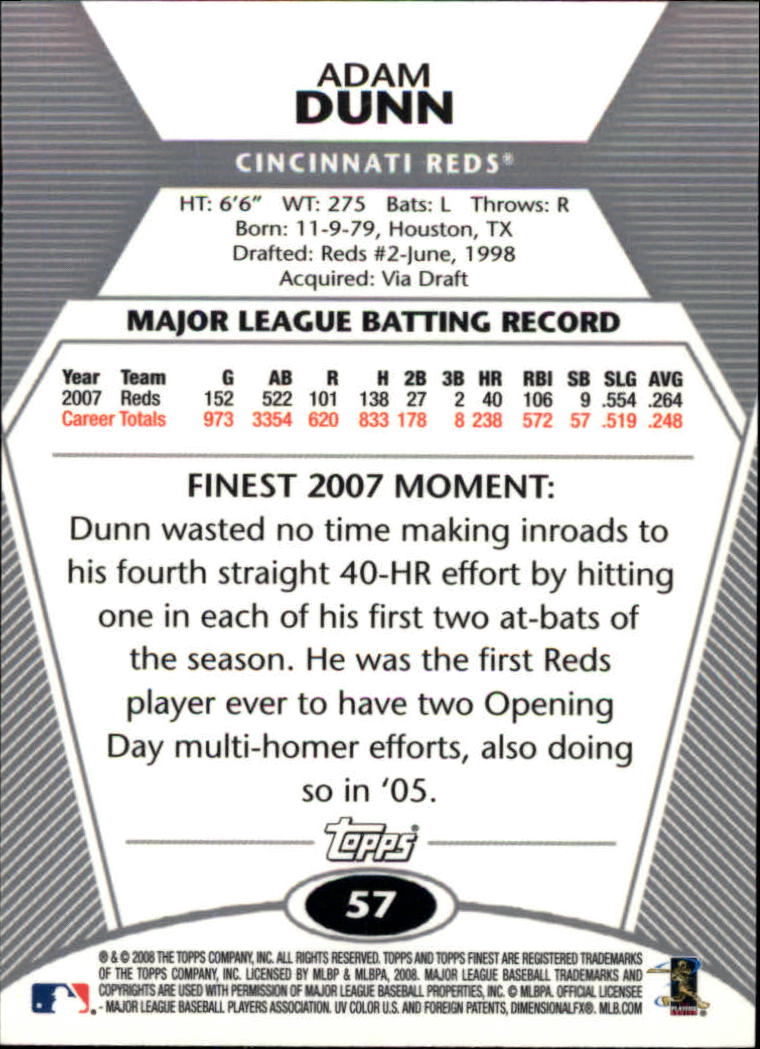 ADAM
DUNN
CINCINNATI REDS®
HT: 6'6" WT: 275 Bats: L Throws: R
Born: 11-9-79, Houston, TX
Drafted: Reds #2-June, 1998
Acquired: Via Draft
MAJOR LEAGUE BATTING RECORD
Year Team G AB R H 2B 3B HR RBI SB SLG AVG
2007 Reds 152 522 101 138 27 2 40 106 9 .554 .264
Career Totals 973 3354 620 833 178 8 238 572 57 .519 .248
FINEST 2007 MOMENT:
Dunn wasted no time making inroads to
his fourth straight 40-HR effort by hitting
one in each of his first two at-bats of
the season. He was the first Reds
player ever to have two Opening
Day multi-homer efforts, also doing
so in '05.
Topps®
57
® & © 2008 THE TOPPS COMPANY, INC. ALL RIGHTS RESERVED. TOPPS AND TOPPS FINEST ARE REGISTERED TRADEMARKS
OF THE TOPPS COMPANY, INC. LICENSED BY MLBP & MLBPA, 2008. MAJOR LEAGUE BASEBALL TRADEMARKS AND
COPYRIGHTS ARE USED WITH PERMISSION OF MAJOR LEAGUE BASEBALL PROPERTIES, INC. © MLBPA. OFFICIAL LICENSEE
- MAJOR LEAGUE BASEBALL PLAYERS ASSOCIATION. UV COLOR U.S. AND FOREIGN PATENTS, DIMENSIONALFX®. MLB.COM